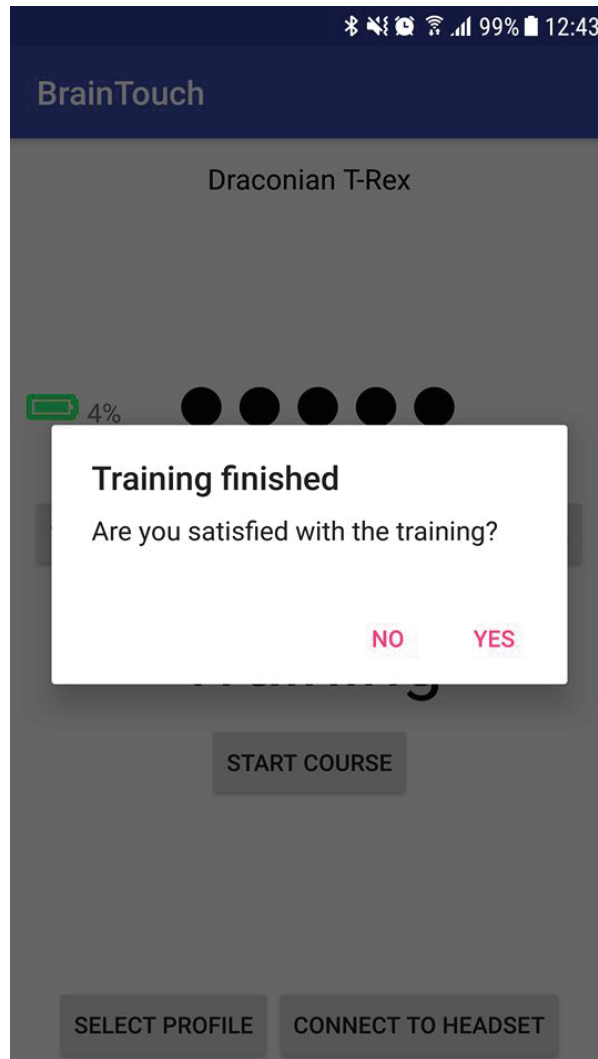 99% 12:43
BrainTouch
Draconian T-Rex
4%
Training finished
Are you satisfied with the training?
NO YES
START COURSE
SELECT PROFILE CONNECT TO HEADSET